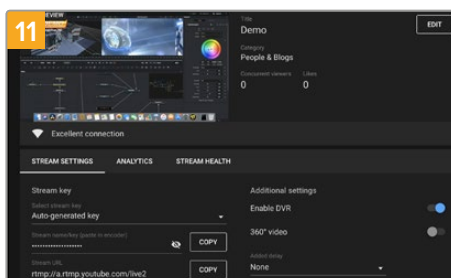 11
PREVIEW
Title
Demo
EDIT
Category
People & Blogs
Concurrent viewers Likes
0 0
Excellent connection
STREAM SETTINGS ANALYTICS STREAM HEALTH
Stream key
Additional settings
Select stream key
Auto-generated key
Enable DVR
Stream name/key (paste in encoder)
COPY
360° video
Stream URL
rtmp://a.rtmp.youtube.com/live2
COPY
Added delay
None